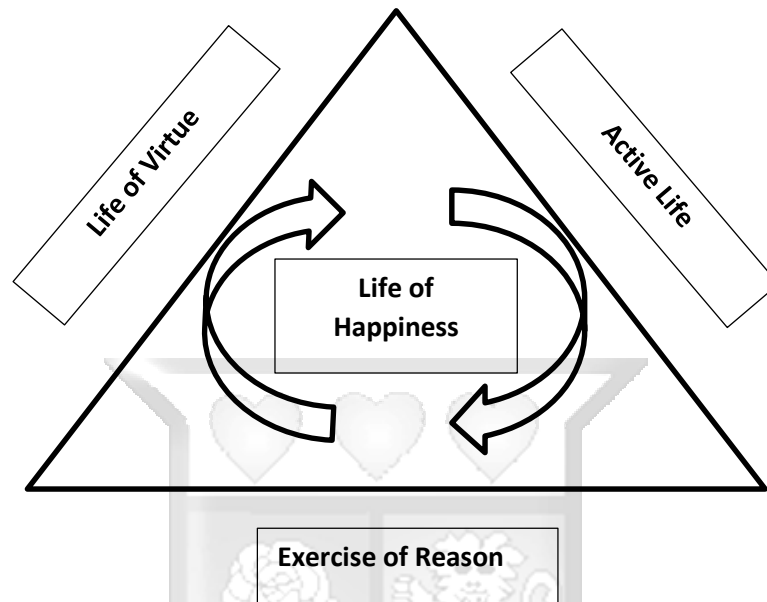 Life of Virtue
Active Life
Life of
Happiness
Exercise of Reason